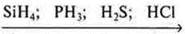 SiH₄; PH₃; H₂S; HCl